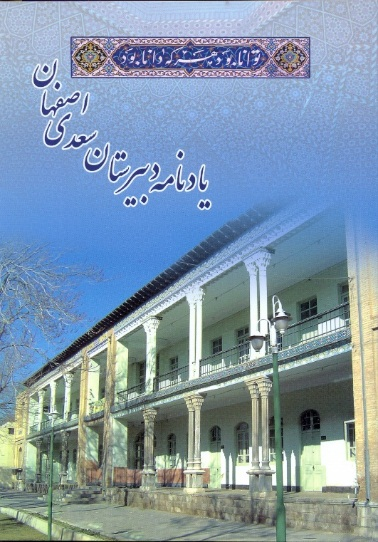 توانا بود هر که دانا بود
یادنامه دبیرستان سعدی اصفهان